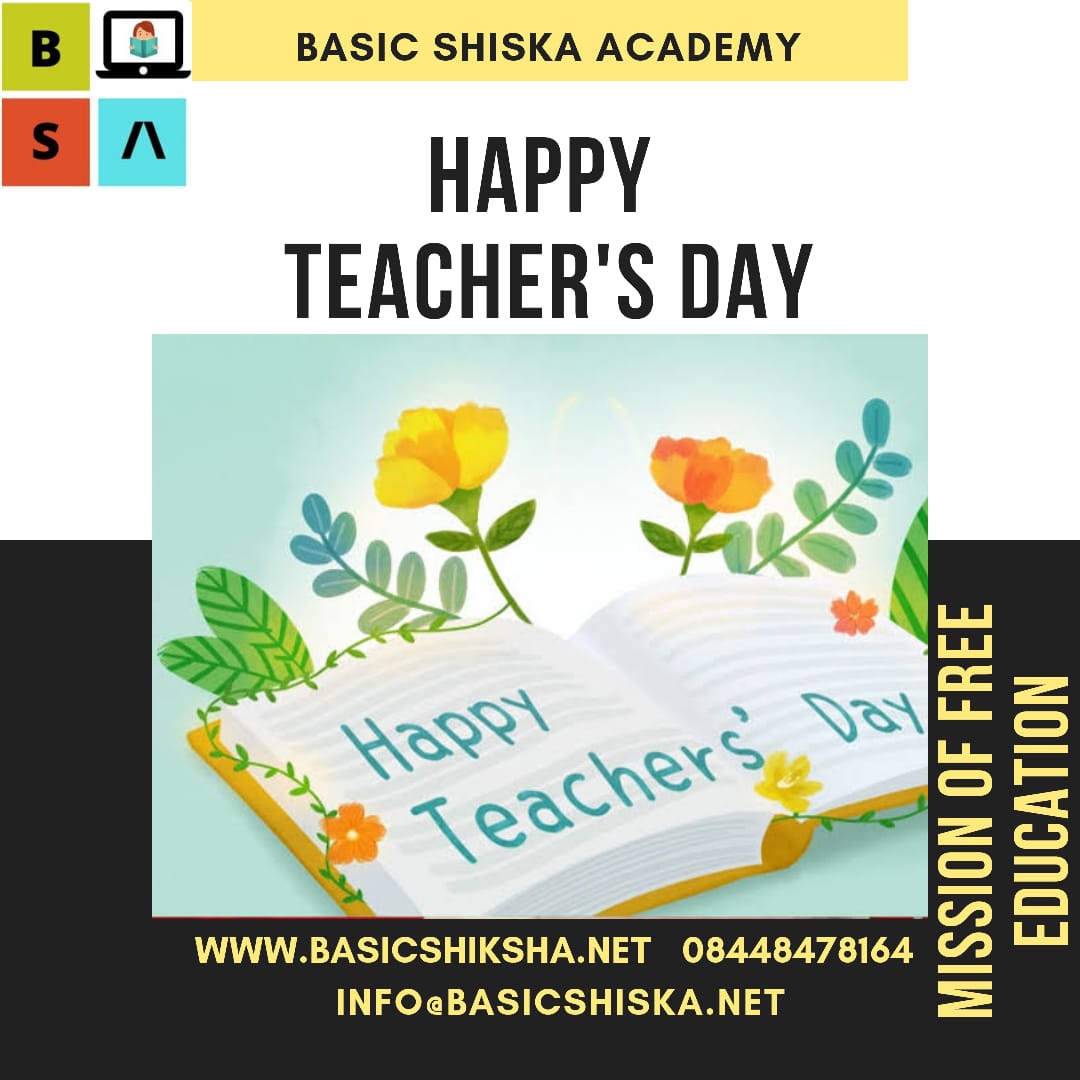 B
S /\
BASIC SHISKA ACADEMY
HAPPY
TEACHER'S DAY
Happy
Teachers' Day
MISSION OF FREE
EDUCATION
WWW.BASICSHIKSHA.NET 08448478164
INFO@BASICSHISKA.NET